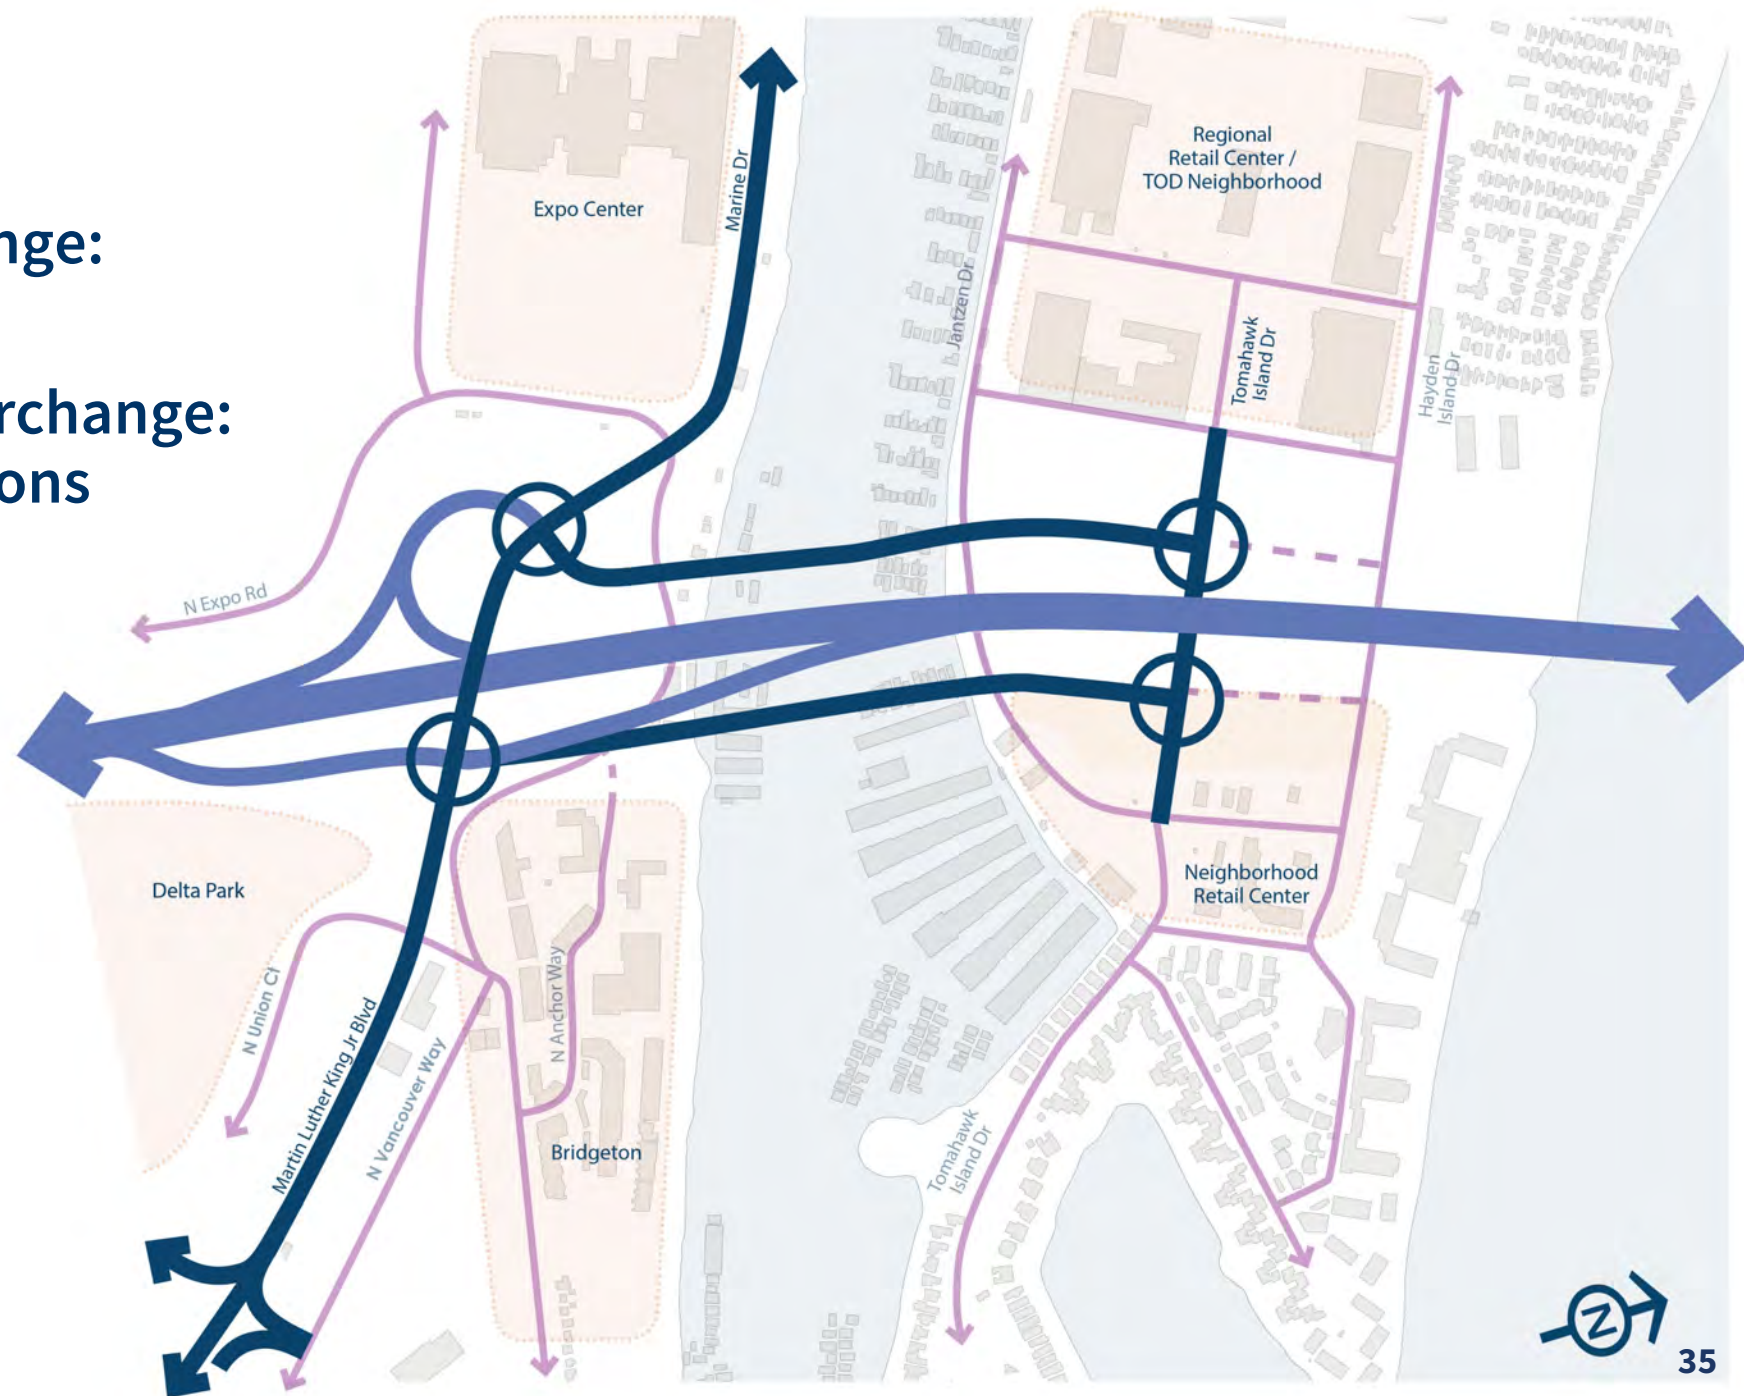 nge:
rchange:
ons
Expo Center
Marine Dr
Regional
Retail Center /
TOD Neighborhood
Jantzen Dr
Tomahawk
Island Dr
Hayden
Island Dr
N Expo Rd
Delta Park
Neighborhood
Retail Center
N Union Ct
Martin Luther King Jr Blvd
N Vancouver Way
N Anchor Way
Bridgeton
Tomahawk
Island Dr
N
35